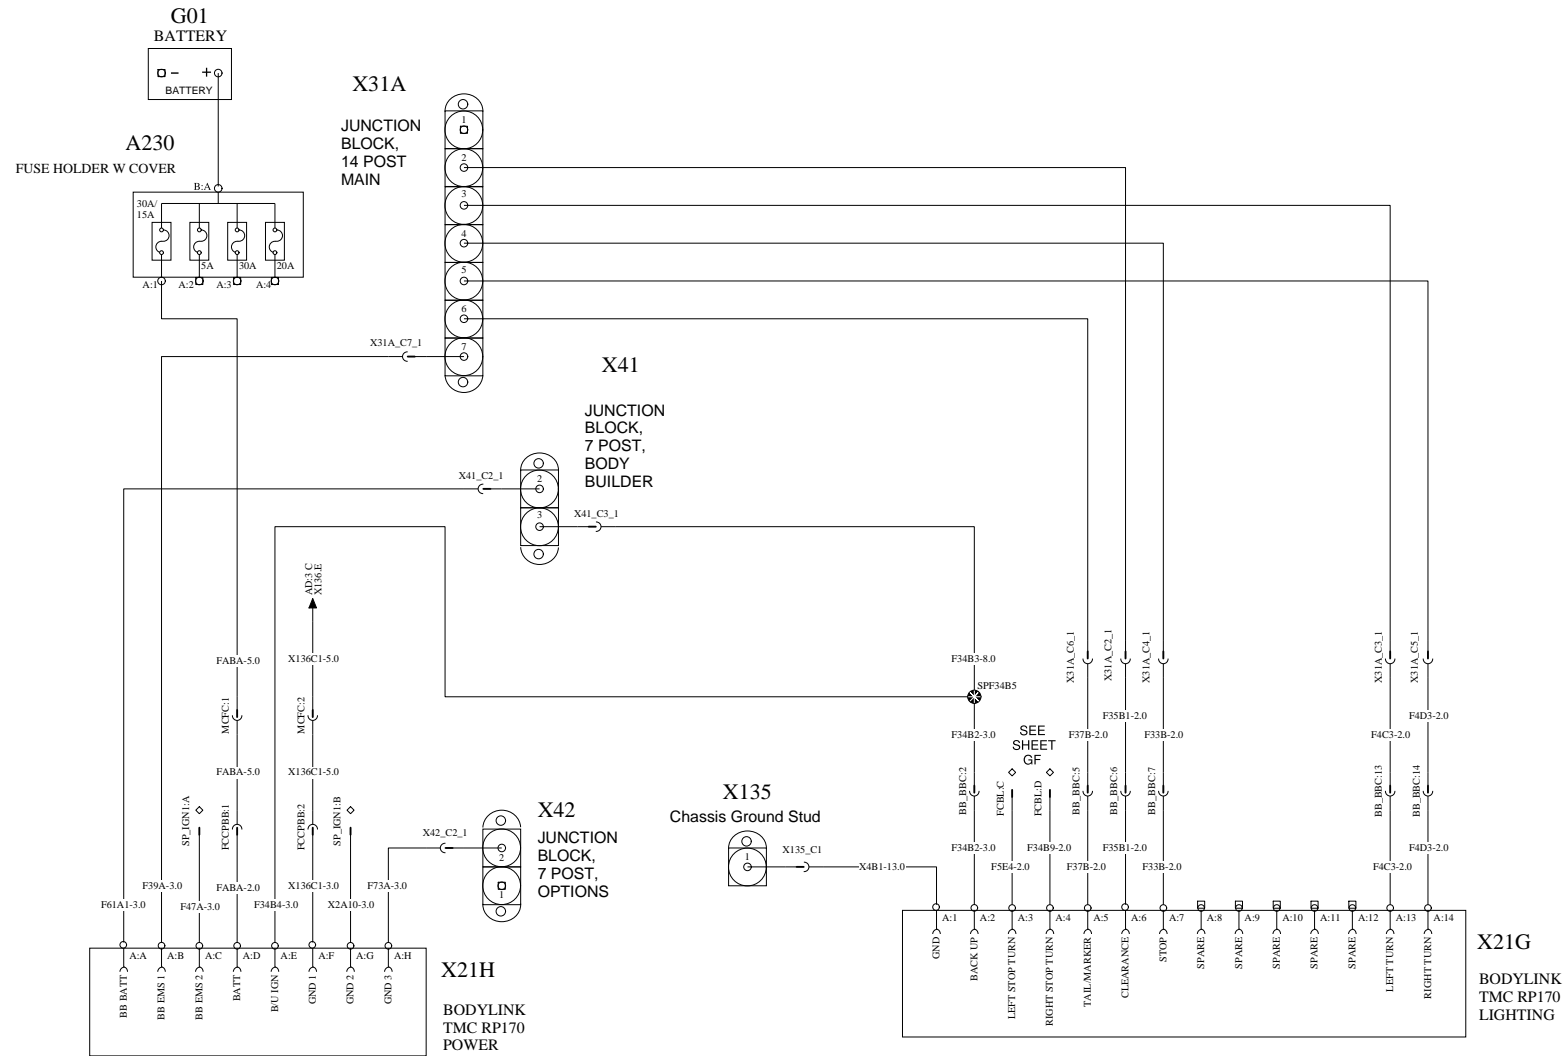 G01
BATTERY
− +
BATTERY
A230
FUSE HOLDER W COVER
B:A
30A/
15A
5A
30A
20A
A:1
A:2
A:3
A:4
X31A
JUNCTION
BLOCK,
14 POST
MAIN
1
2
3
4
5
6
7
X31A_C7_1
X41
JUNCTION
BLOCK,
7 POST,
BODY
BUILDER
X41_C2_1
2
3
X41_C3_1
AD:3 C
X136.E
FABA-5.0
X136C1-5.0
MCFC:1
MCFC:2
FABA-5.0
X136C1-5.0
SP_IGN1:A
FCCPBB:1
FCCPBB:2
SP_IGN1:B
F61A1-3.0
F39A-3.0
F47A-3.0
FABA-2.0
F34B4-3.0
X136C1-3.0
X2A10-3.0
F73A-3.0
X42_C2_1
2
1
X42
JUNCTION
BLOCK,
7 POST,
OPTIONS
A:A
A:B
A:C
A:D
A:E
A:F
A:G
A:H
BB BATT
BB EMS 1
BB EMS 2
BATT
B/U IGN
GND 1
GND 2
GND 3
X21H
BODYLINK
TMC RP170
POWER
X135
Chassis Ground Stud
1
X135_C1
X4B1-13.0
F34B3-8.0
SPF34B5
F34B2-3.0
SEE
SHEET
GF
X31A_C6_1
X31A_C2_1
X31A_C4_1
X31A_C3_1
X31A_C5_1
F37B-2.0
F35B1-2.0
F33B-2.0
F4C3-2.0
F4D3-2.0
BB_BBC:2
FCBL:C
FCBL:D
BB_BBC:5
BB_BBC:6
BB_BBC:7
BB_BBC:13
BB_BBC:14
F34B2-3.0
F5E4-2.0
F34B9-2.0
F37B-2.0
F35B1-2.0
F33B-2.0
F4C3-2.0
F4D3-2.0
A:1
A:2
A:3
A:4
A:5
A:6
A:7
A:8
A:9
A:10
A:11
A:12
A:13
A:14
GND
BACK UP
LEFT STOP TURN
RIGHT STOP TURN
TAIL/MARKER
CLEARANCE
STOP
SPARE
SPARE
SPARE
SPARE
SPARE
LEFT TURN
RIGHT TURN
X21G
BODYLINK
TMC RP170
LIGHTING